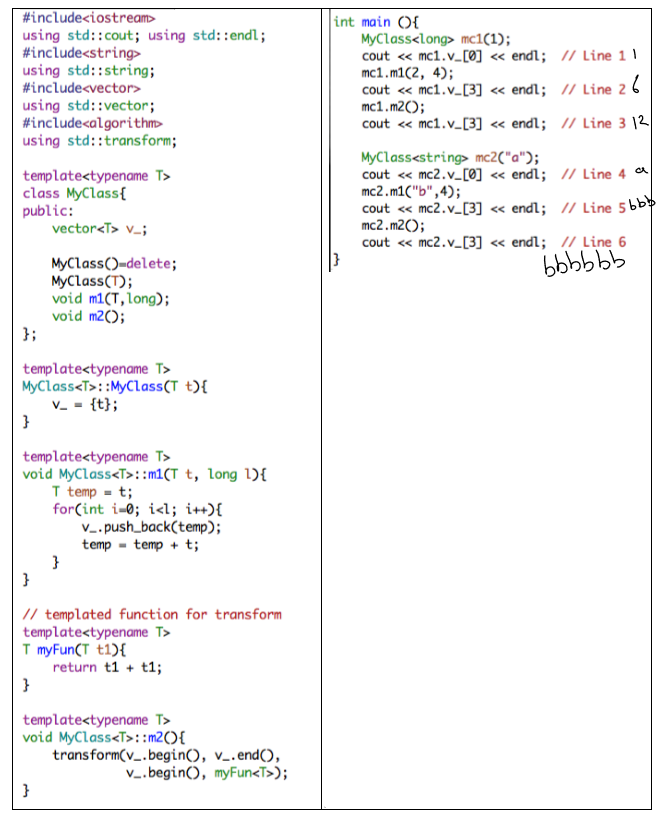 #include<iostream>
using std::cout; using std::endl;
#include<string>
using std::string;
#include<vector>
using std::vector;
#include<algorithm>
using std::transform;
template<typename T>
class MyClass{
public:
vector<T> v_;
MyClass()=delete;
MyClass(T);
void m1(T,long);
void m2();
};
template<typename T>
MyClass<T>::MyClass(T t){
v_ = {t};
}
template<typename T>
void MyClass<T>::m1(T t, long l){
T temp = t;
for(int i=0; i<l; i++){
v_.push_back(temp);
temp = temp + t;
}
}
// templated function for transform
template<typename T>
T myFun(T t1){
return t1 + t1;
}
template<typename T>
void MyClass<T>::m2(){
transform(v_.begin(), v_.end(),
v_.begin(), myFun<T>);
}
int main (){
MyClass<long> mc1(1);
cout << mc1.v_[0] << endl; // Line 1 1
mc1.m1(2, 4);
cout << mc1.v_[3] << endl; // Line 2 6
mc1.m2();
cout << mc1.v_[3] << endl; // Line 3 12
MyClass<string> mc2("a");
cout << mc2.v_[0] << endl; // Line 4 a
mc2.m1("b",4);
cout << mc2.v_[3] << endl; // Line 5 bbb
mc2.m2();
cout << mc2.v_[3] << endl; // Line 6
} bbbbbb